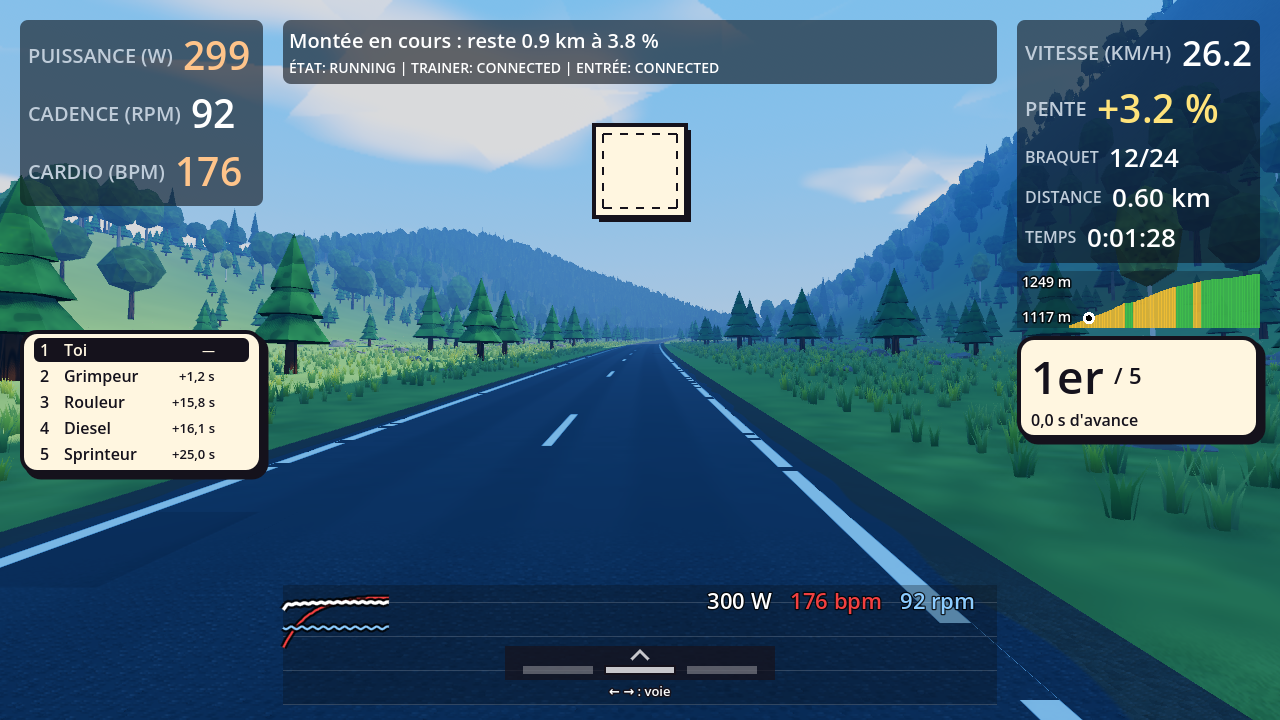 PUISSANCE (W) 299
CADENCE (RPM) 92
CARDIO (BPM) 176
Montée en cours : reste 0.9 km à 3.8 %
ÉTAT: RUNNING | TRAINER: CONNECTED | ENTRÉE: CONNECTED
VITESSE (KM/H) 26.2
PENTE +3.2 %
BRAQUET 12/24
DISTANCE 0.60 km
TEMPS 0:01:28
1249 m
1117 m
1 Toi —
2 Grimpeur +1,2 s
3 Rouleur +15,8 s
4 Diesel +16,1 s
5 Sprinteur +25,0 s
1er / 5
0,0 s d'avance
300 W 176 bpm 92 rpm
← → : voie